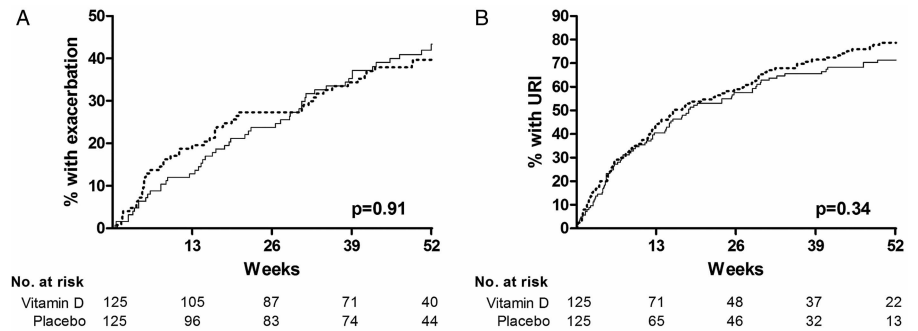 A
% with exacerbation
50
40
30
20
10
0
p=0.91
13 26 39 52
Weeks
No. at risk
Vitamin D 125 105 87 71 40
Placebo 125 96 83 74 44
B
% with URI
90
80
70
60
50
40
30
20
10
0
p=0.34
13 26 39 52
Weeks
No. at risk
Vitamin D 125 71 48 37 22
Placebo 125 65 46 32 13